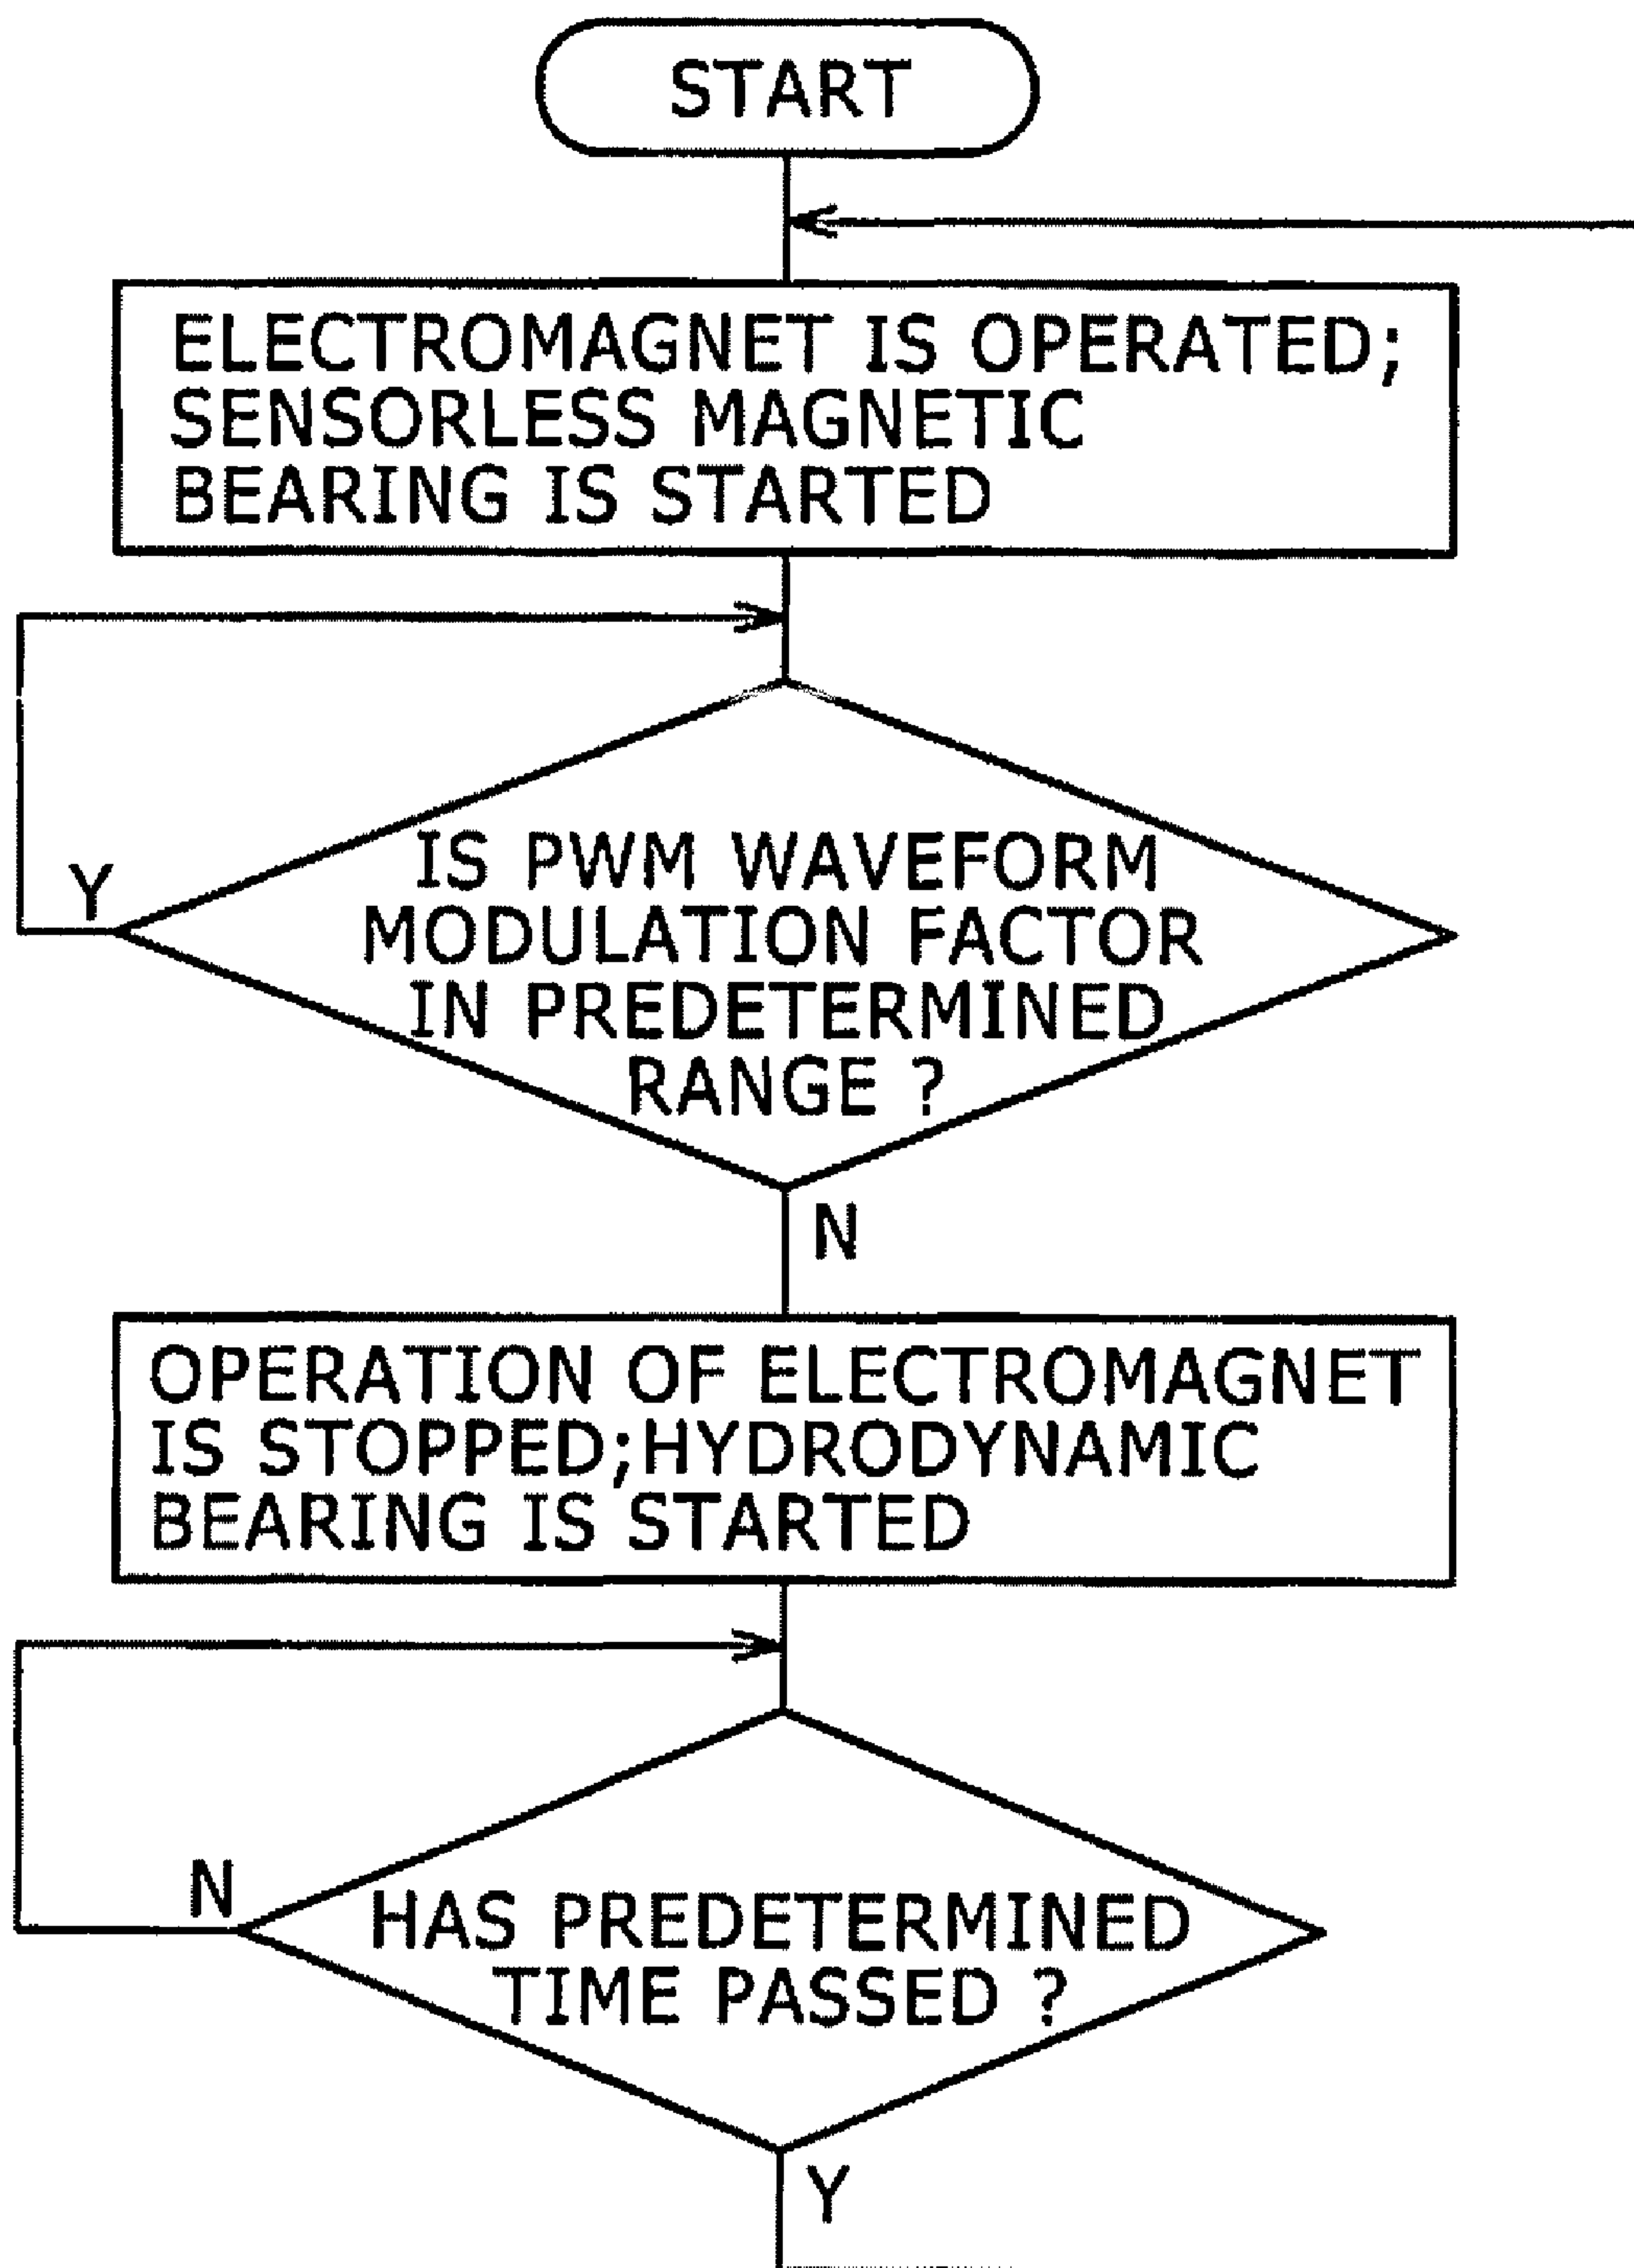 START
ELECTROMAGNET IS OPERATED;
SENSORLESS MAGNETIC
BEARING IS STARTED
IS PWM WAVEFORM
MODULATION FACTOR
IN PREDETERMINED
RANGE ?
Y
N
OPERATION OF ELECTROMAGNET
IS STOPPED;HYDRODYNAMIC
BEARING IS STARTED
HAS PREDETERMINED
TIME PASSED ?
N
Y